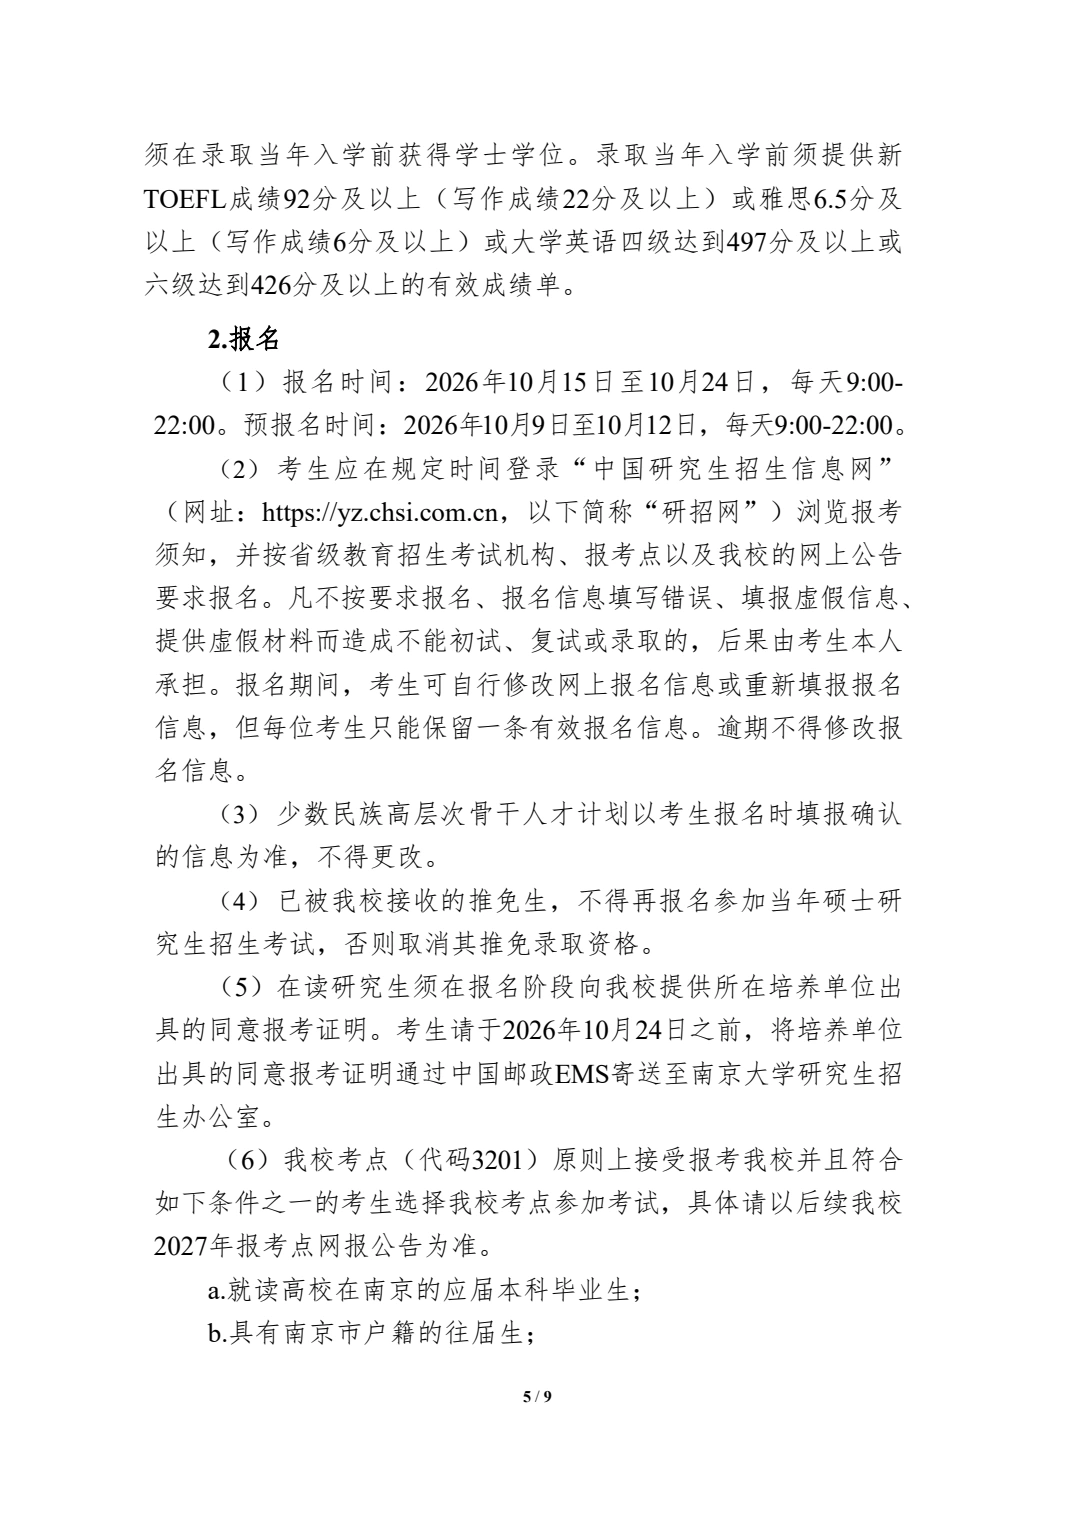 须在录取当年入学前获得学士学位。录取当年入学前须提供新
TOEFL成绩92分及以上（写作成绩22分及以上）或雅思6.5分及
以上（写作成绩6分及以上）或大学英语四级达到497分及以上或
六级达到426分及以上的有效成绩单。
2.报名
（1）报名时间：2026年10月15日至10月24日，每天9:00-
22:00。预报名时间：2026年10月9日至10月12日，每天9:00-22:00。
（2）考生应在规定时间登录“中国研究生招生信息网”
（网址：https://yz.chsi.com.cn，以下简称“研招网”）浏览报考
须知，并按省级教育招生考试机构、报考点以及我校的网上公告
要求报名。凡不按要求报名、报名信息填写错误、填报虚假信息、
提供虚假材料而造成不能初试、复试或录取的，后果由考生本人
承担。报名期间，考生可自行修改网上报名信息或重新填报报名
信息，但每位考生只能保留一条有效报名信息。逾期不得修改报
名信息。
（3）少数民族高层次骨干人才计划以考生报名时填报确认
的信息为准，不得更改。
（4）已被我校接收的推免生，不得再报名参加当年硕士研
究生招生考试，否则取消其推免录取资格。
（5）在读研究生须在报名阶段向我校提供所在培养单位出
具的同意报考证明。考生请于2026年10月24日之前，将培养单位
出具的同意报考证明通过中国邮政EMS寄送至南京大学研究生招
生办公室。
（6）我校考点（代码3201）原则上接受报考我校并且符合
如下条件之一的考生选择我校考点参加考试，具体请以后续我校
2027年报考点网报公告为准。
a.就读高校在南京的应届本科毕业生；
b.具有南京市户籍的往届生；
5 / 9